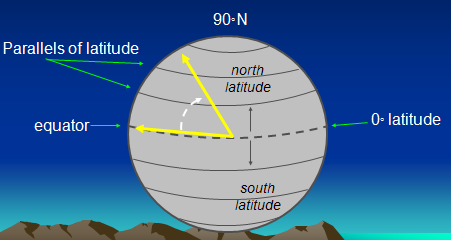 90◦N
Parallels of latitude
north
latitude
equator
0◦ latitude
south
latitude